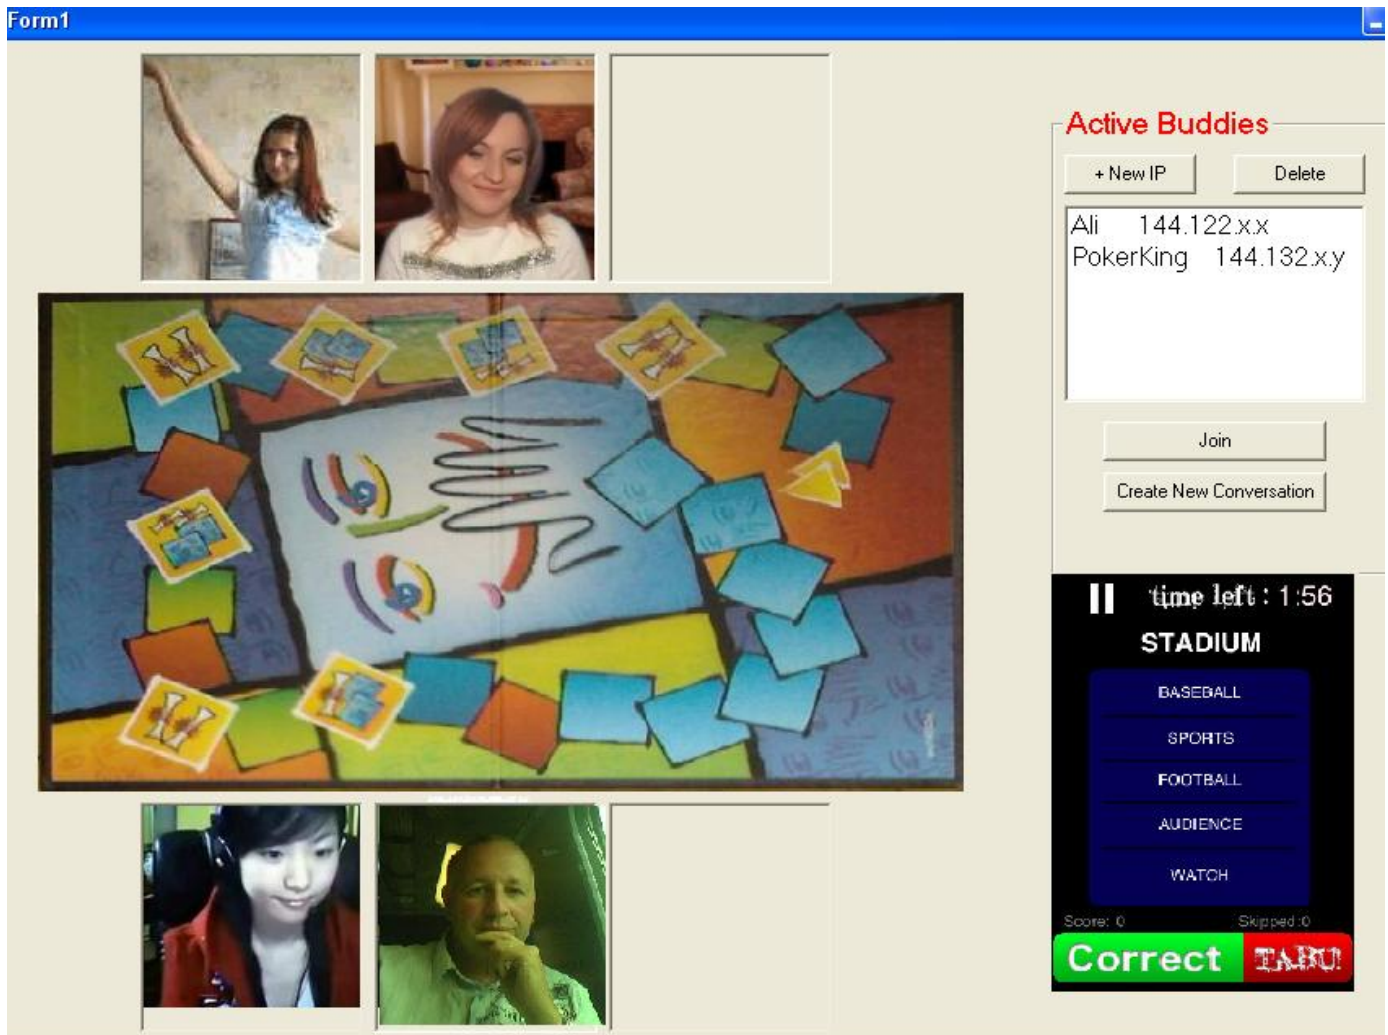 Form1
Active Buddies
+ New IP
Delete
Ali 144.122.x.x
PokerKing 144.132.x.y
Join
Create New Conversation
time left : 1:56
STADIUM
BASEBALL
SPORTS
FOOTBALL
AUDIENCE
WATCH
Score: 0 Skipped :0
Correct TABU!